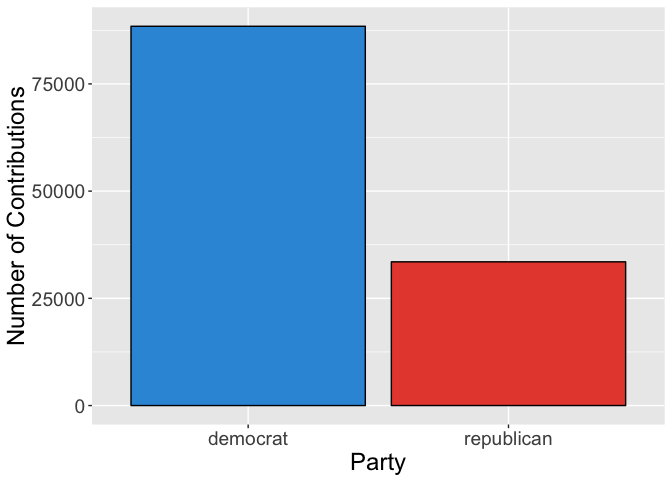 Number of Contributions
75000
50000
25000
0
democrat
republican
Party